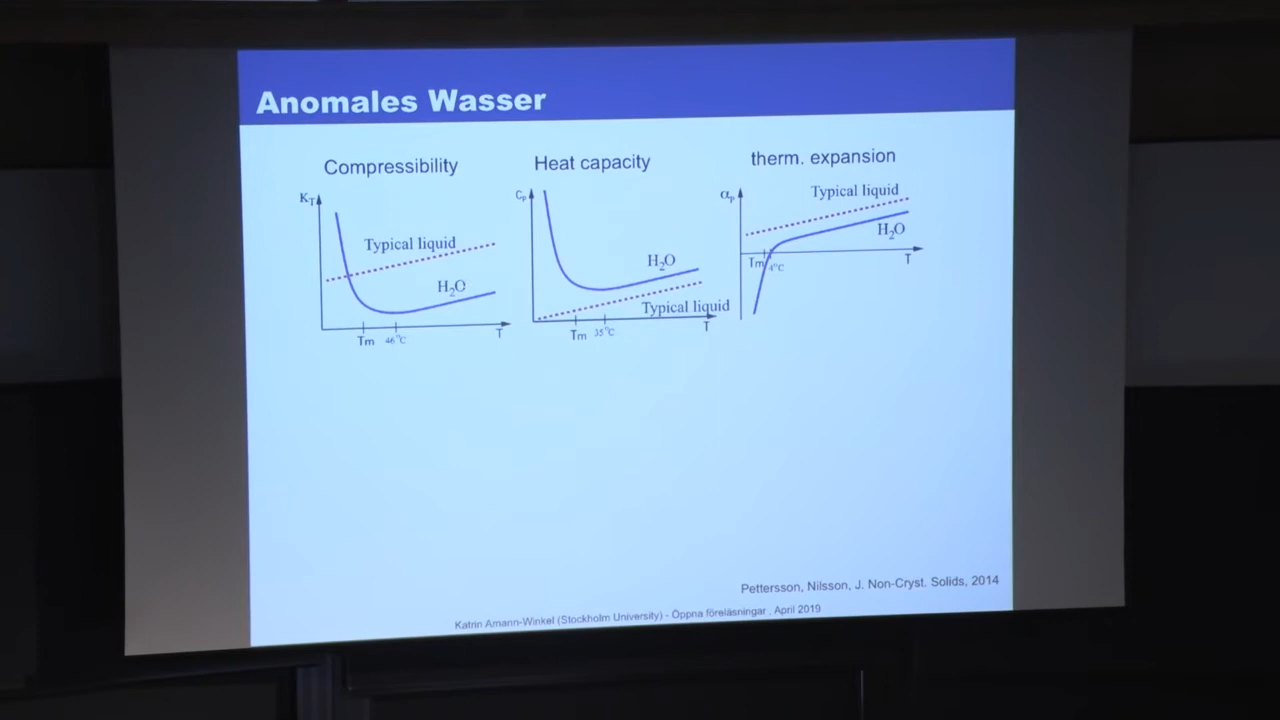 Anomales Wasser
Compressibility
K_T
Typical liquid
H₂O
Tm 46°C
T
Heat capacity
C_p
H₂O
Typical liquid
Tm 35°C
T
therm. expansion
α_p
Typical liquid
H₂O
Tm 4°C
T
Pettersson, Nilsson, J. Non-Cryst. Solids, 2014
Katrin Amann-Winkel (Stockholm University) - Öppna föreläsningar . April 2019